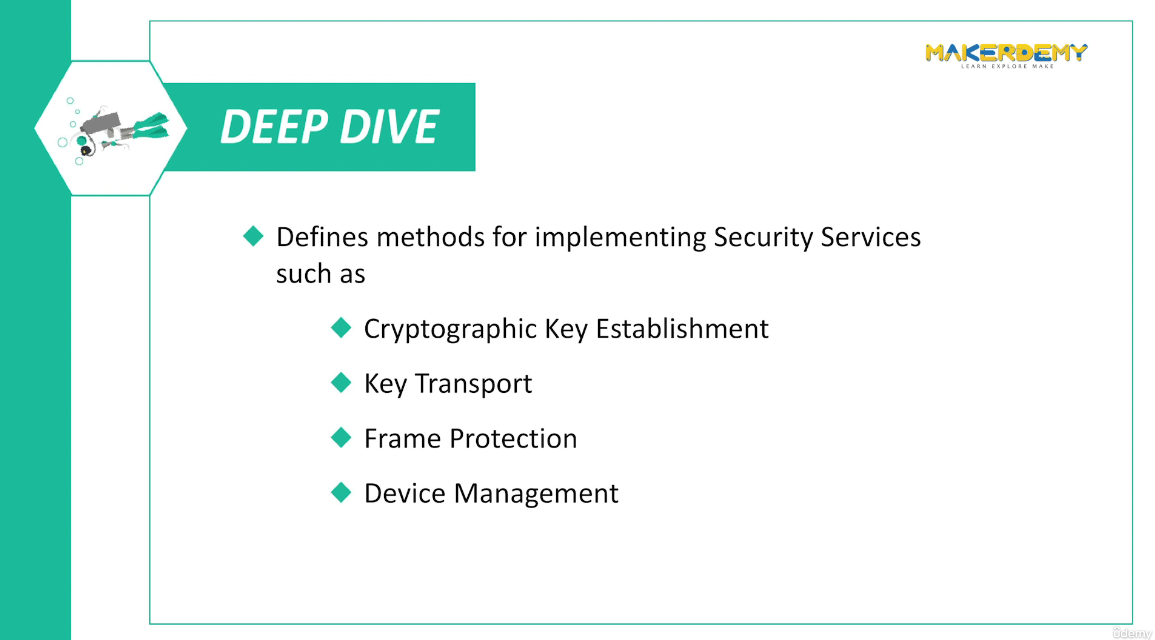 MAKERDEMY
LEARN EXPLORE MAKE
DEEP DIVE
Defines methods for implementing Security Services
such as
Cryptographic Key Establishment
Key Transport
Frame Protection
Device Management
ûdemy